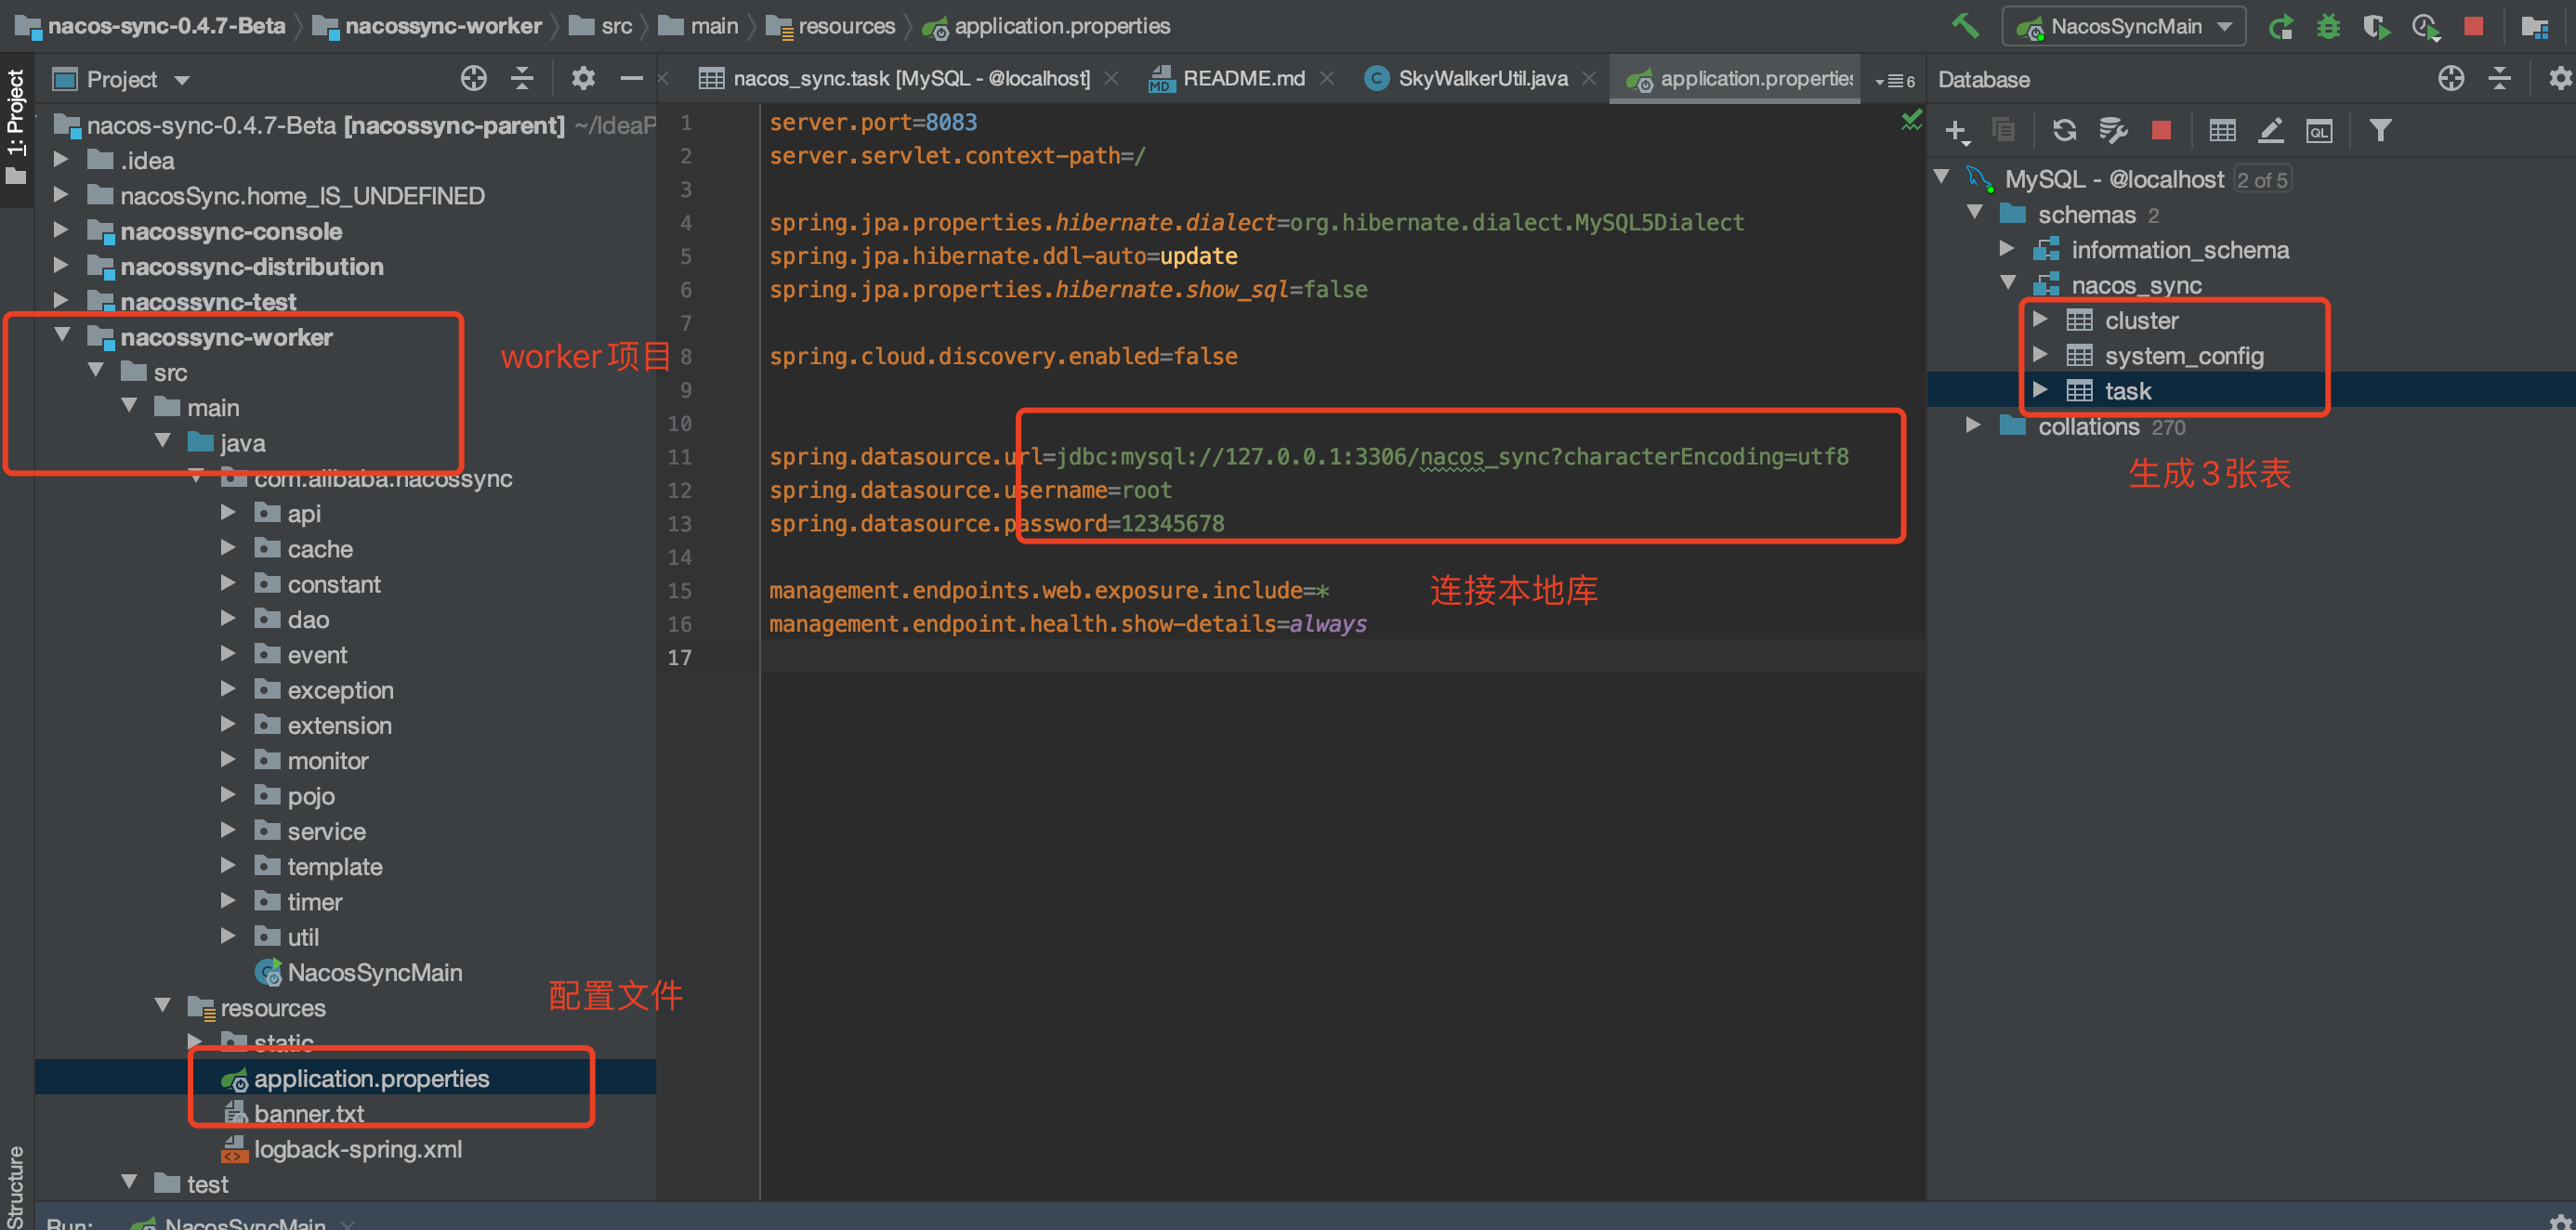 nacos-sync-0.4.7-Beta nacossync-worker src main resources application.properties
NacosSyncMain
1: Project
Structure
Project
nacos-sync-0.4.7-Beta [nacossync-parent] ~/IdeaP
.idea
nacosSync.home_IS_UNDEFINED
nacossync-console
nacossync-distribution
nacossync-test
nacossync-worker
src
main
java
com.alibaba.nacossync
api
cache
constant
dao
event
exception
extension
monitor
pojo
service
template
timer
util
NacosSyncMain
resources
static
application.properties
banner.txt
logback-spring.xml
test
worker项目
配置文件
nacos_sync.task [MySQL - @localhost] README.md SkyWalkerUtil.java application.properties 6
1 server.port=8083
2 server.servlet.context-path=/
3
4 spring.jpa.properties.hibernate.dialect=org.hibernate.dialect.MySQL5Dialect
5 spring.jpa.hibernate.ddl-auto=update
6 spring.jpa.properties.hibernate.show_sql=false
7
8 spring.cloud.discovery.enabled=false
9
10
11 spring.datasource.url=jdbc:mysql://127.0.0.1:3306/nacos_sync?characterEncoding=utf8
12 spring.datasource.username=root
13 spring.datasource.password=12345678
14
15 management.endpoints.web.exposure.include=*
16 management.endpoint.health.show-details=always
17
连接本地库
Database
QL
MySQL - @localhost 2 of 5
schemas 2
information_schema
nacos_sync
cluster
system_config
task
collations 270
生成3张表
Run: NacosSyncMain